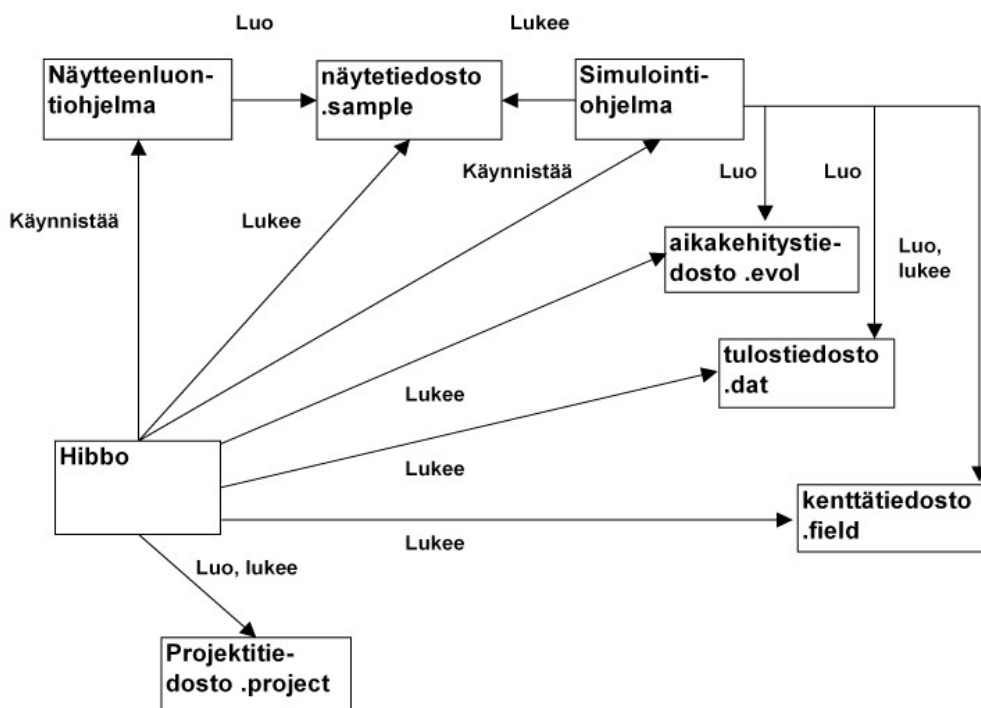 Luo
Lukee
Näytteenluon-
tiohjelma
näytetiedosto
.sample
Simulointi-
ohjelma
Käynnistää
Lukee
Käynnistää
Luo
Luo
aikakehitystie-
dosto .evol
Luo,
lukee
tulostiedosto
.dat
Lukee
Hibbo
Lukee
kenttätiedosto
.field
Lukee
Luo, lukee
Projektitie-
dosto .project